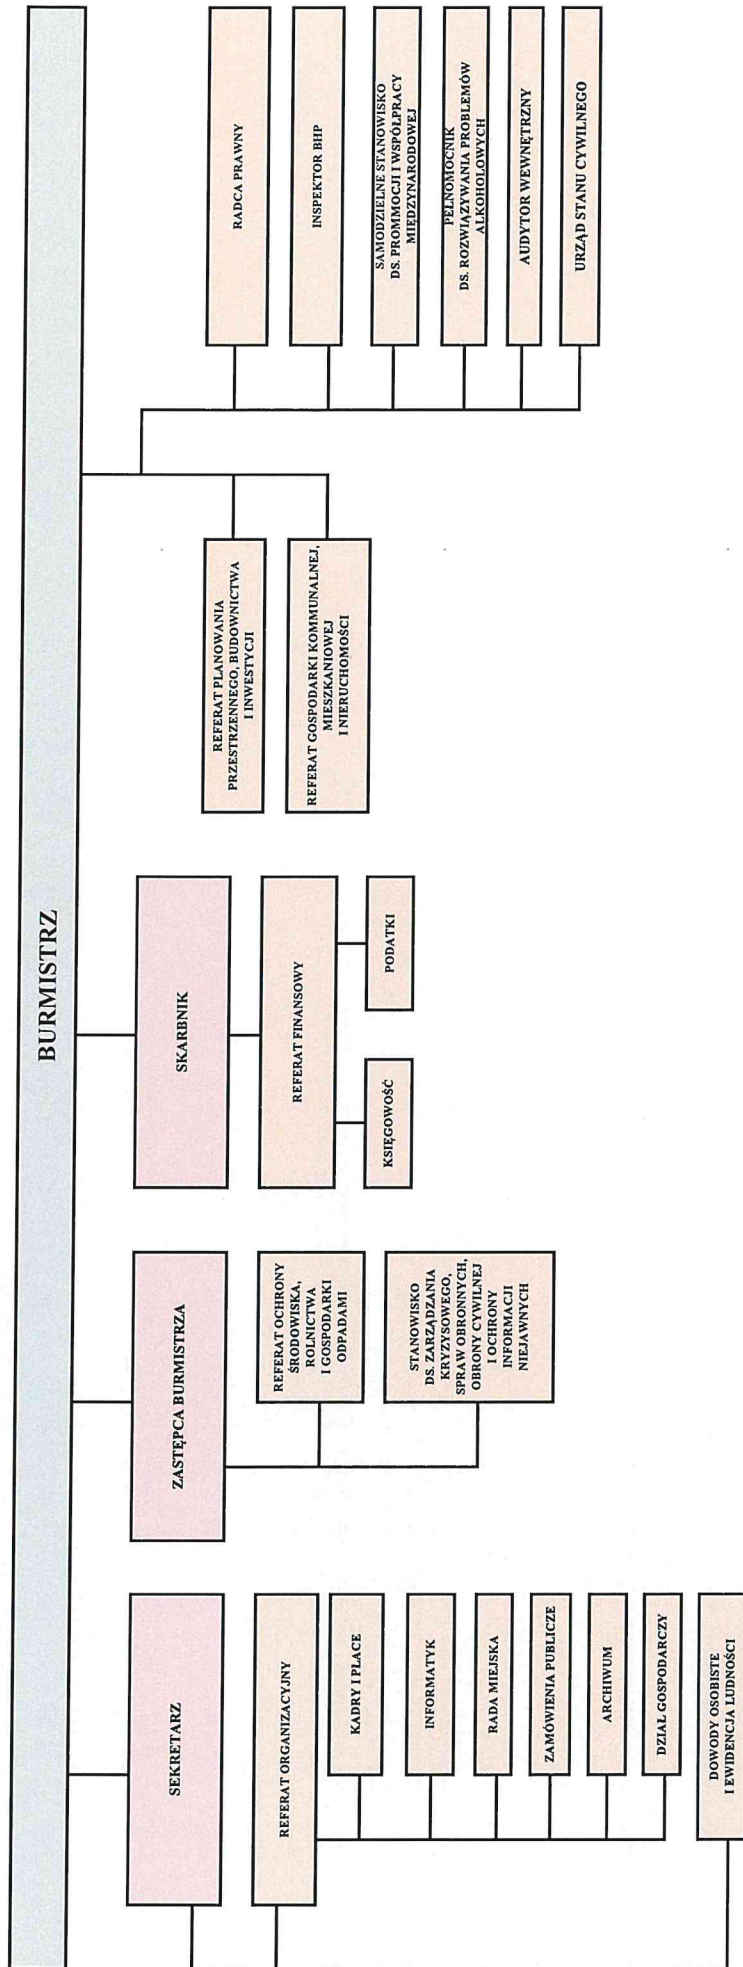 BURMISTRZ
SEKRETARZ
REFERAT ORGANIZACYJNY
KADRY I PŁACE
INFORMATYK
RADA MIEJSKA
ZAMÓWIENIA PUBLICZE
ARCHIWUM
DZIAŁ GOSPODARCZY
DOWODY OSOBISTE
I EWIDENCJA LUDNOŚCI
ZASTĘPCA BURMISTRZA
REFERAT OCHRONY
ŚRODOWISKA,
ROLNICTWA
I GOSPODARKI
ODPADAMI
STANOWISKO
DS. ZARZĄDZANIA
KRYZYSOWEGO,
SPRAW OBRONNYCH,
OBRONY CYWILNEJ
I OCHRONY
INFORMACJI
NIEJAWNYCH
SKARBNIK
REFERAT FINANSOWY
KSIĘGOWOŚĆ
PODATKI
REFERAT PLANOWANIA
PRZESTRZENNEGO, BUDOWNICTWA
I INWESTYCJI
REFERAT GOSPODARKI KOMMUNALNEJ,
MIESZKANIOWEJ
I NIERUCHOMOŚCI
RADCA PRAWNY
INSPEKTOR BHP
SAMODZIELNE STANOWISKO
DS. PROMMOCJI I WSPÓŁPRACY
MIĘDZYNARODOWEJ
PEŁNOMOCNIK
DS. ROZWIĄZYWANIA PROBLEMÓW
ALKOHOLOWYCH
AUDYTOR WEWNĘTRZNY
URZĄD STANU CYWILNEGO